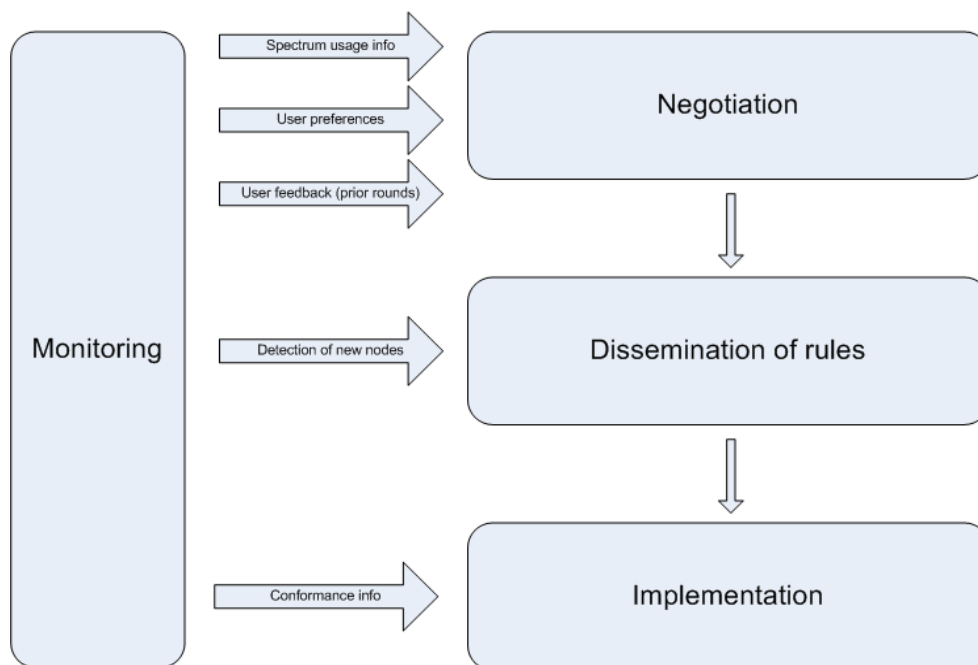 Spectrum usage info
Negotiation
User preferences
User feedback (prior rounds)
Monitoring
Detection of new nodes
Dissemination of rules
Conformance info
Implementation